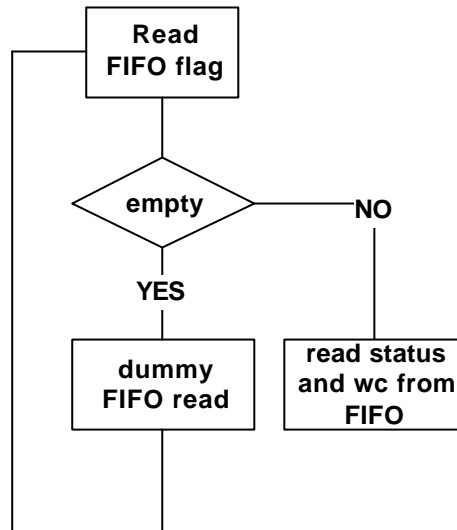 Read
FIFO flag
empty
NO
YES
dummy
FIFO read
read status
and wc from
FIFO